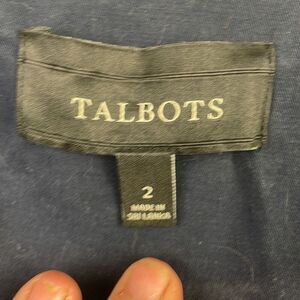 TALBOTS
2
MADE IN
SRI LANKA